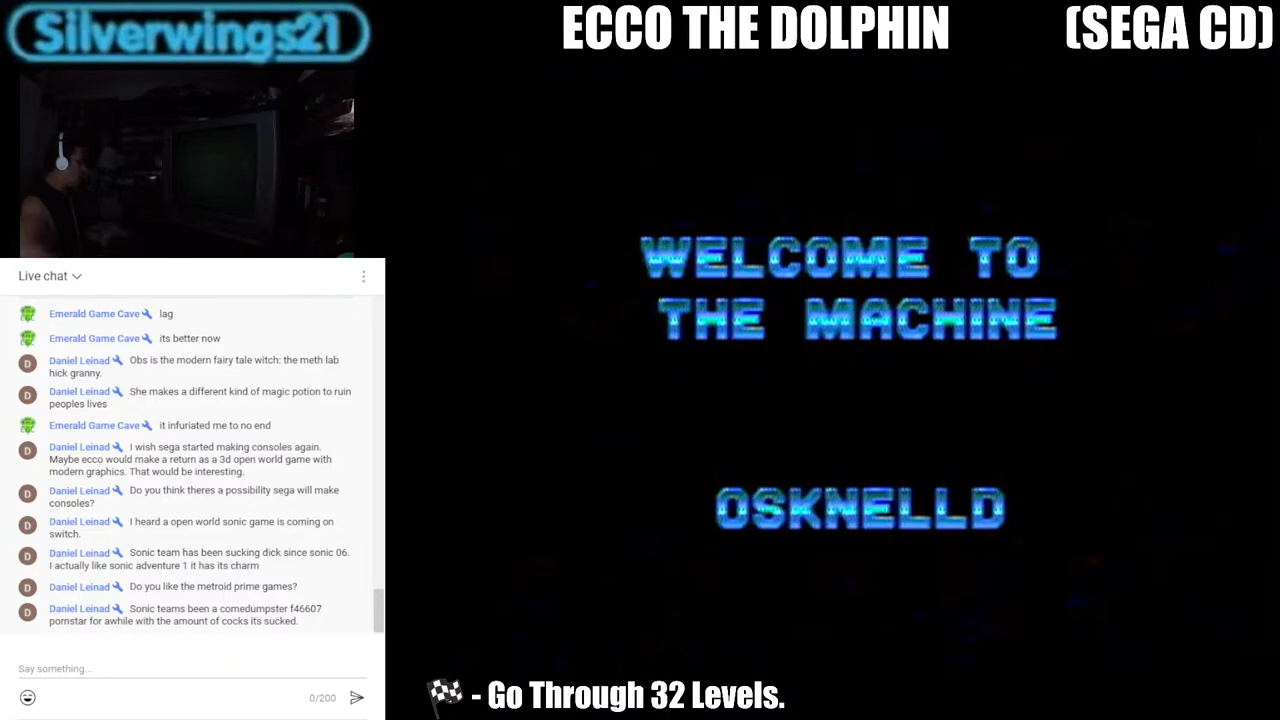 Silverwings21
ECCO THE DOLPHIN (SEGA CD)
WELCOME TO
THE MACHINE
OSKNELLD
Live chat
Emerald Game Cave lag
Emerald Game Cave its better now
Daniel Leinad Obs is the modern fairy tale witch: the meth lab
hick granny.
Daniel Leinad She makes a different kind of magic potion to ruin
peoples lives
Emerald Game Cave it infuriated me to no end
Daniel Leinad I wish sega started making consoles again.
Maybe ecco would make a return as a 3d open world game with
modern graphics. That would be interesting.
Daniel Leinad Do you think theres a possibility sega will make
consoles?
Daniel Leinad I heard a open world sonic game is coming on
switch.
Daniel Leinad Sonic team has been sucking dick since sonic 06.
I actually like sonic adventure 1 it has its charm
Daniel Leinad Do you like the metroid prime games?
Daniel Leinad Sonic teams been a comedumpster f46607
pornstar for awhile with the amount of cocks its sucked.
Say something...
0/200
- Go Through 32 Levels.